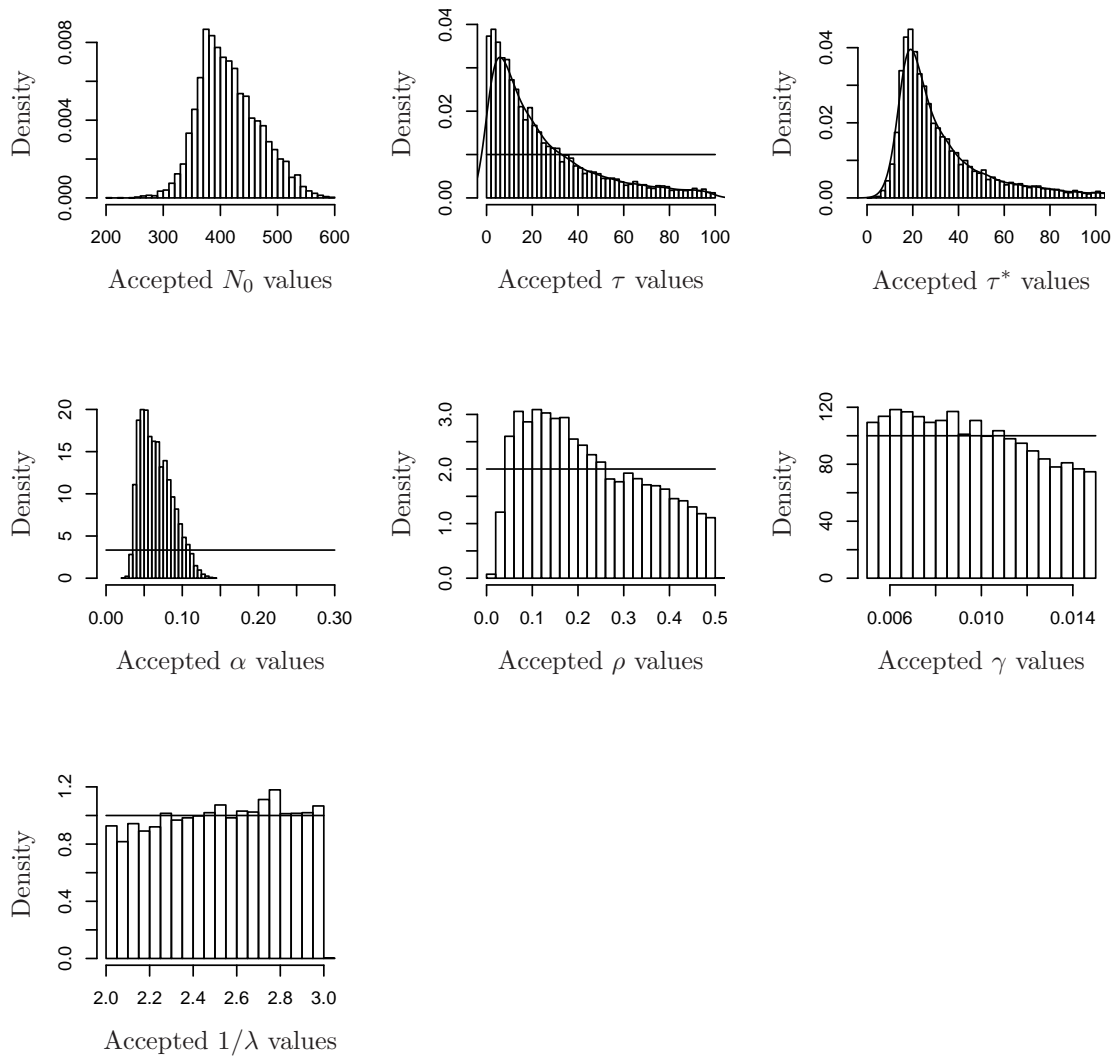 Density
0.000 0.004 0.008
200 300 400 500 600
Accepted N₀ values
Density
0.00 0.02 0.04
0 20 40 60 80 100
Accepted τ values
Density
0.00 0.02 0.04
0 20 40 60 80 100
Accepted τ* values
Density
0 5 10 15 20
0.00 0.10 0.20 0.30
Accepted α values
Density
0.0 1.0 2.0 3.0
0.0 0.1 0.2 0.3 0.4 0.5
Accepted ρ values
Density
0 40 80 120
0.006 0.010 0.014
Accepted γ values
Density
0.0 0.4 0.8 1.2
2.0 2.2 2.4 2.6 2.8 3.0
Accepted 1/λ values